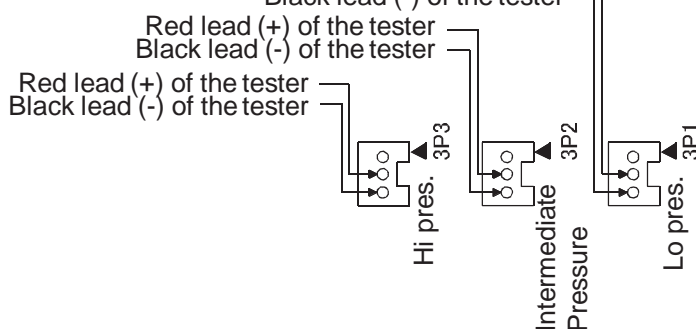 Black lead (-) of the tester
Red lead (+) of the tester
Black lead (-) of the tester
Red lead (+) of the tester
Black lead (-) of the tester
3P3
3P2
3P1
Hi pres.
Intermediate
Pressure
Lo pres.